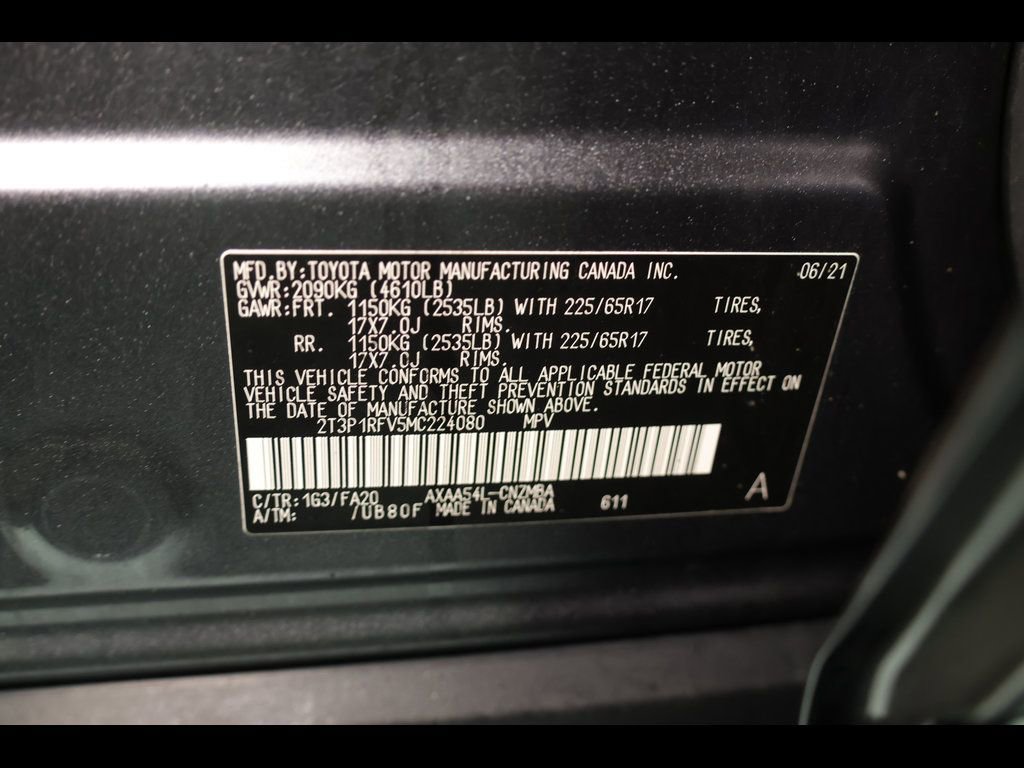 MFD.BY:TOYOTA MOTOR MANUFACTURING CANADA INC. 06/21
GVWR:2090KG (4610LB)
GAWR:FRT. 1150KG (2535LB) WITH 225/65R17 TIRES,
17X7.0J RIMS.
RR. 1150KG (2535LB) WITH 225/65R17 TIRES,
17X7.0J RIMS.
THIS VEHICLE CONFORMS TO ALL APPLICABLE FEDERAL MOTOR
VEHICLE SAFETY AND THEFT PREVENTION STANDARDS IN EFFECT ON
THE DATE OF MANUFACTURE SHOWN ABOVE.
2T3P1RFV5MC224080 MPV
C/TR:1G3/FA20 AXAA54L-CNZMBA 611 A
A/TM: /UB80F MADE IN CANADA